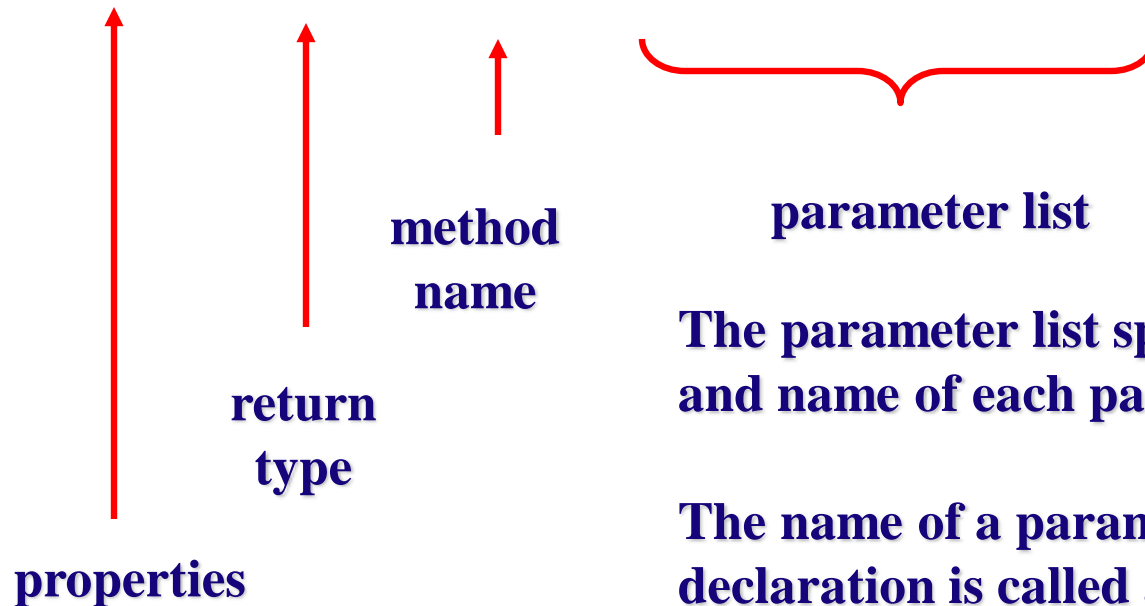 method
name
parameter list
The parameter list
and name of each
return
type
The name of a
declaration is called
properties